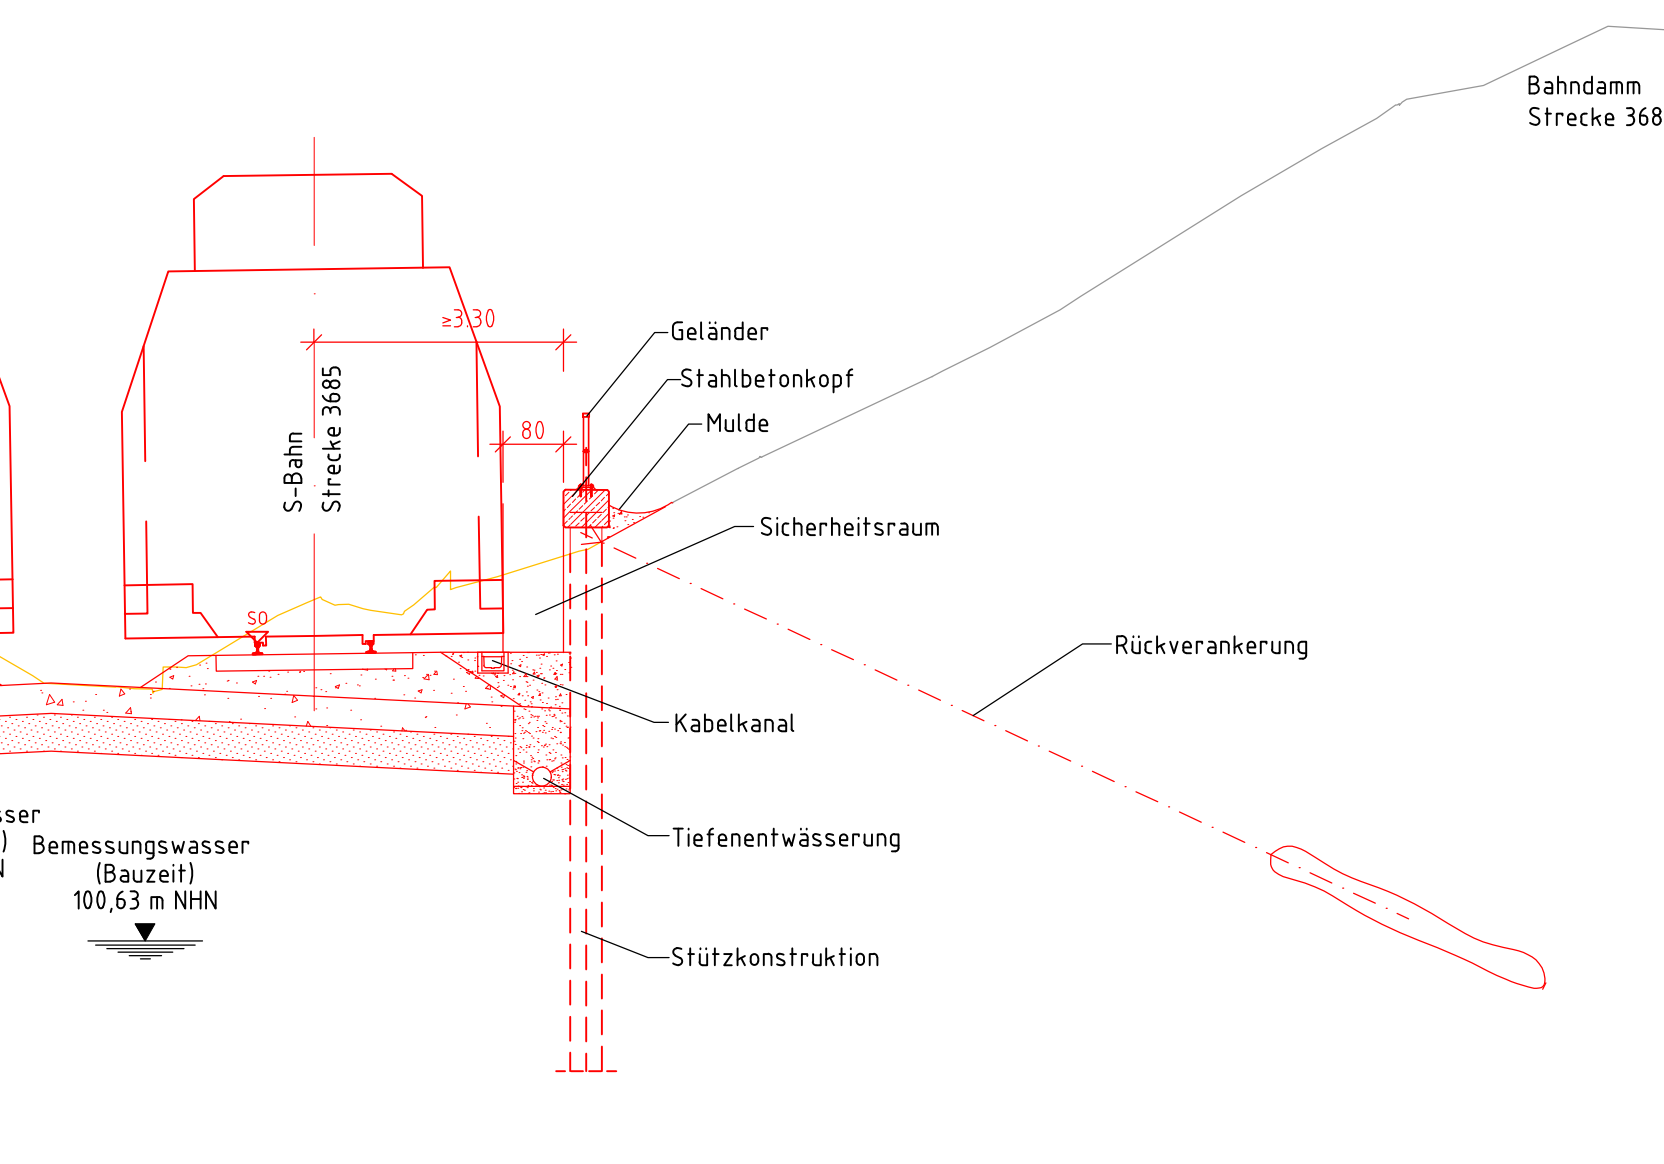 Bahndamm
Strecke 368
≥3.30
Geländer
Stahlbetonkopf
80
Mulde
S-Bahn
Strecke 3685
Sicherheitsraum
SO
Rückverankerung
Kabelkanal
sser
)
N
Bemessungswasser
(Bauzeit)
100,63 m NHN
Tiefenentwässerung
Stützkonstruktion